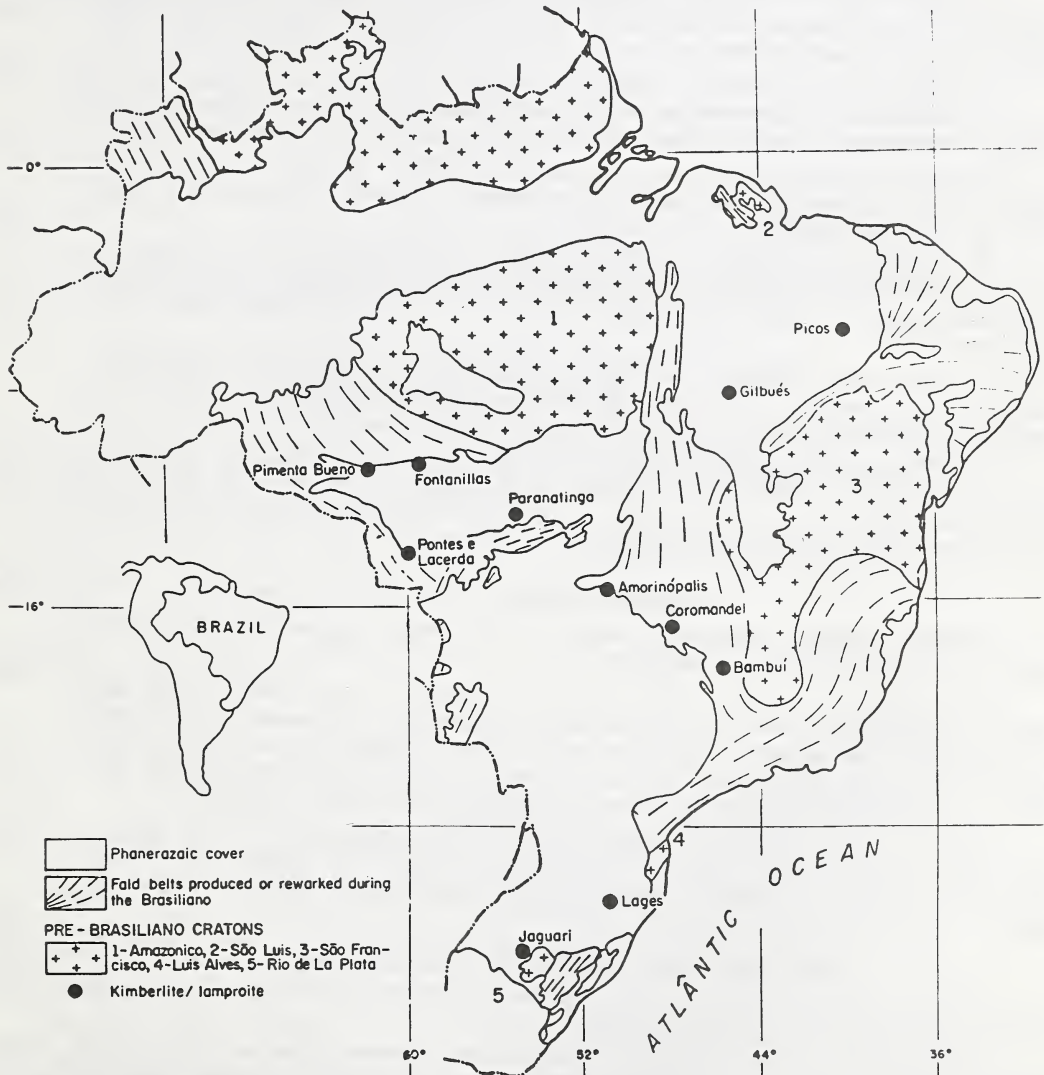 1
0°
2
1
Picos
Gilbués
Pimenta Bueno
Fontanillas
3
Paranatinga
Pontes e
Lacerda
Amorinópalis
16°
BRAZIL
Coromandel
Bambuí
4
OCEAN
Phanerazaic cover
Fald belts produced or rewarked during
the Brasiliano
PRE-BRASILIANO CRATONS
1-Amazonico, 2-São Luis, 3-São Fran-
cisco, 4-Luis Alves, 5-Rio de La Plata
Kimberlite/lamproite
Lages
Jaguari
5
ATLÂNTIC
60°
52°
44°
36°